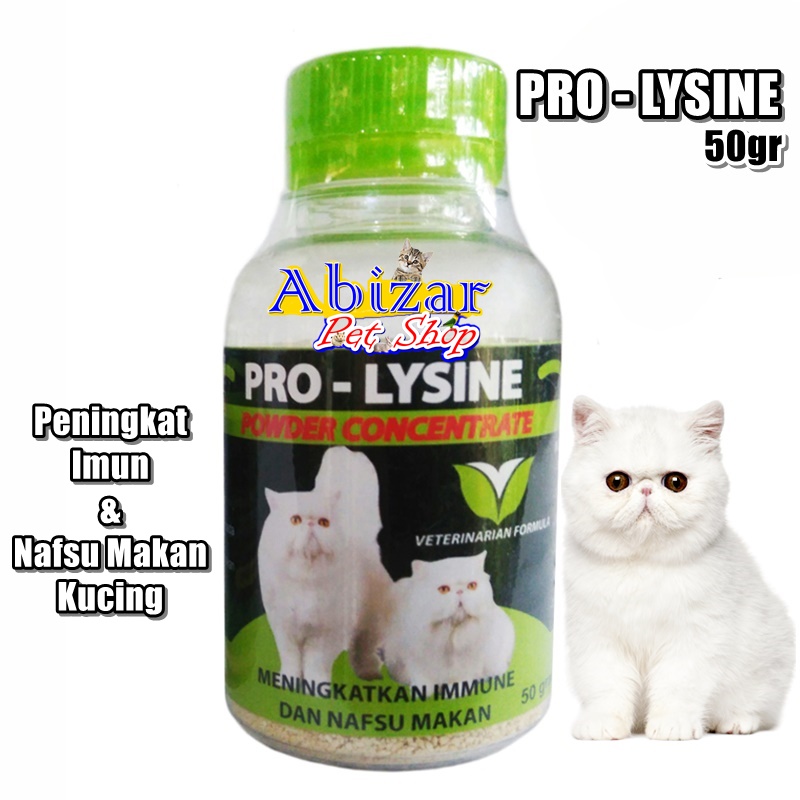 PRO - LYSINE
50gr
Abizar
Pet Shop
PRO - LYSINE
POWDER CONCENTRATE
VETERINARIAN FORMULA
MENINGKATKAN IMMUNE
DAN NAFSU MAKAN
50 gr
Peningkat
Imun
&
Nafsu Makan
Kucing